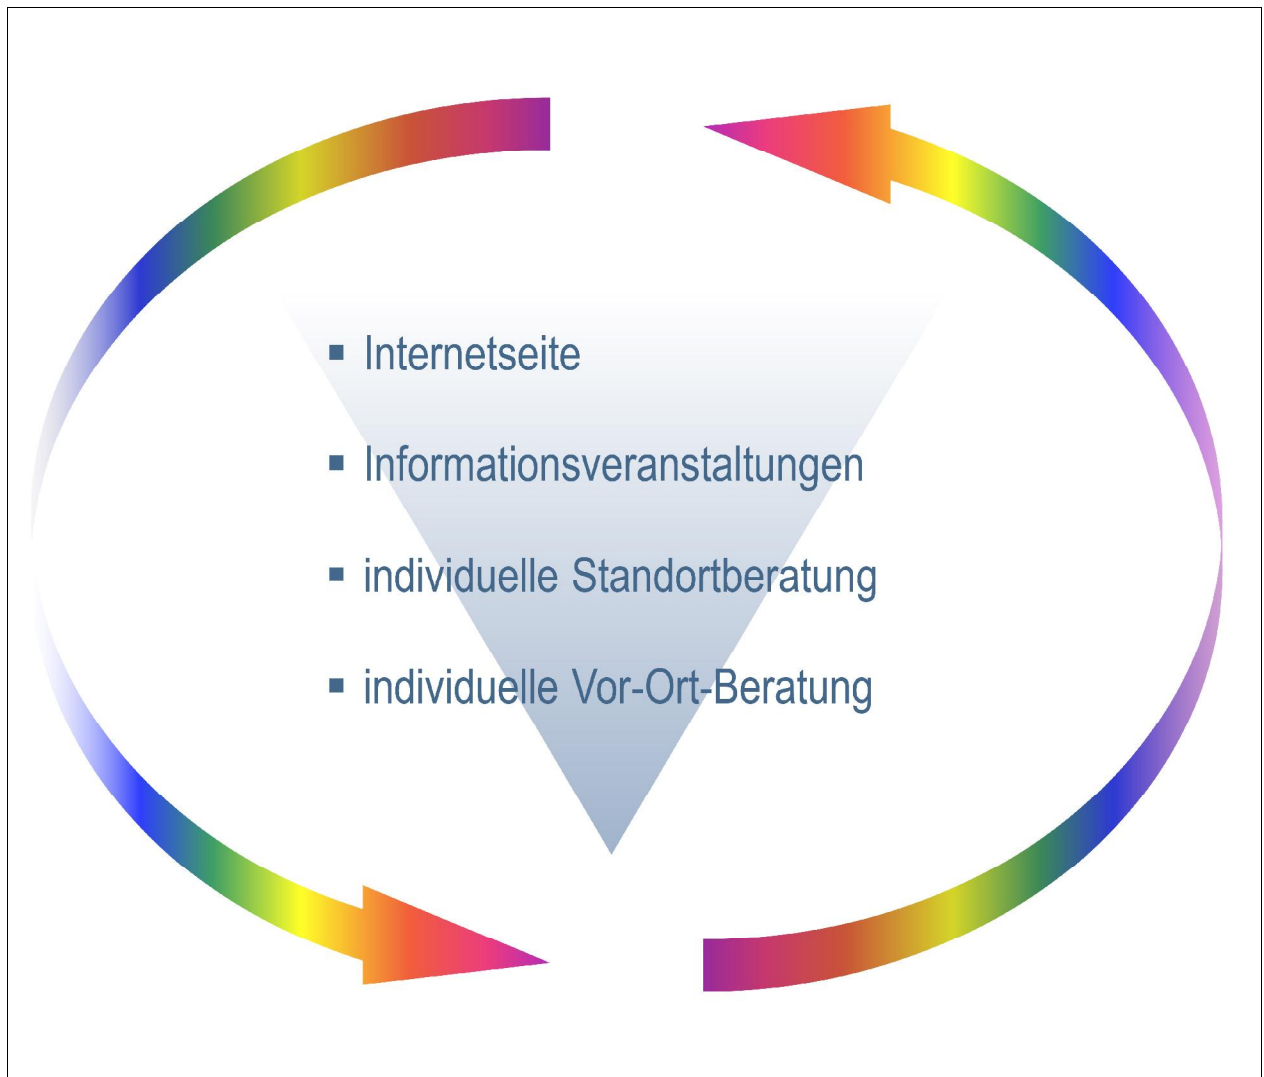 ▪ Internetseite
▪ Informationsveranstaltungen
▪ individuelle Standortberatung
▪ individuelle Vor-Ort-Beratung